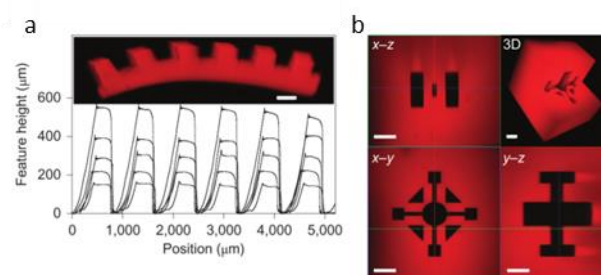 a
Feature height (μm)
600
400
200
0
0 1,000 2,000 3,000 4,000 5,000
Position (μm)
b
x–z
3D
x–y
y–z